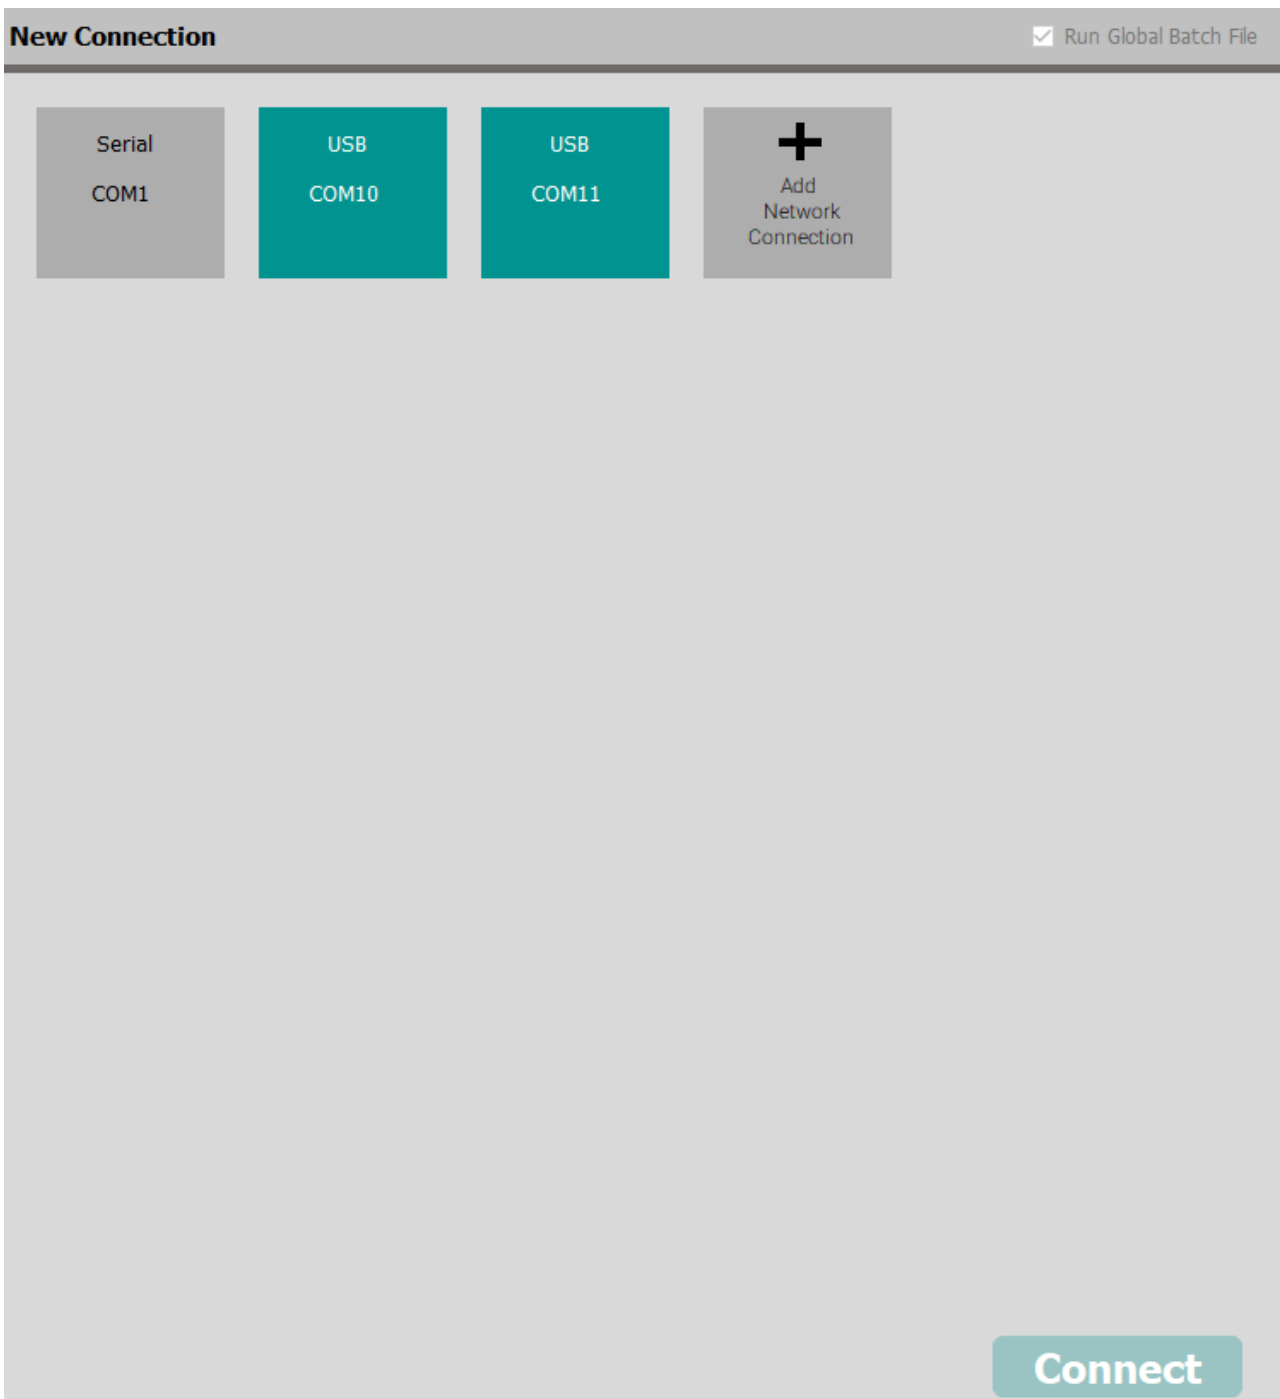 New Connection
Run Global Batch File
Serial
COM1
USB
COM10
USB
COM11
Add
Network
Connection
Connect